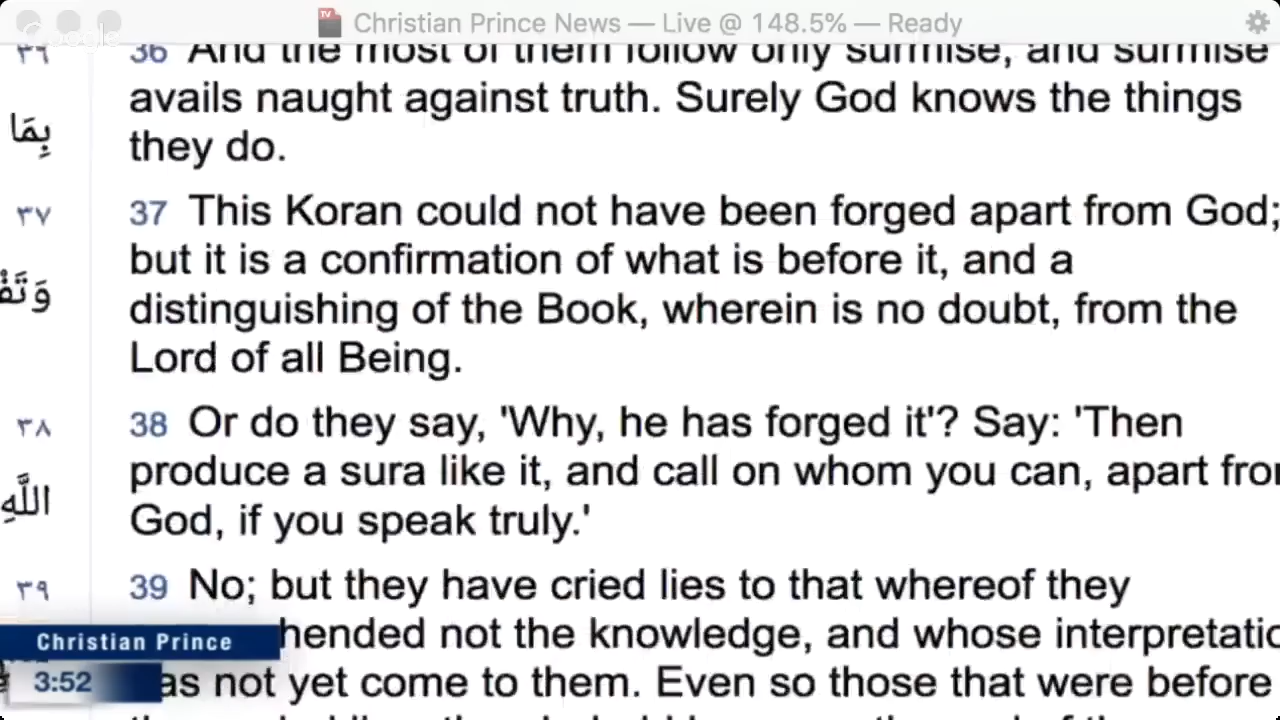 Christian Prince News — Live @ 148.5% — Ready
Google
٣٦ 36 And the most of them follow only surmise, and surmise
avails naught against truth. Surely God knows the things
بِمَا
they do.
٣٧ 37 This Koran could not have been forged apart from God;
but it is a confirmation of what is before it, and a
distinguishing of the Book, wherein is no doubt, from the
Lord of all Being.
٣٨ 38 Or do they say, 'Why, he has forged it'? Say: 'Then
produce a sura like it, and call on whom you can, apart from
اللَّهِ
God, if you speak truly.'
٣٩ 39 No; but they have cried lies to that whereof they
Christian Prince
hended not the knowledge, and whose interpretatio
3:52
as not yet come to them. Even so those that were before